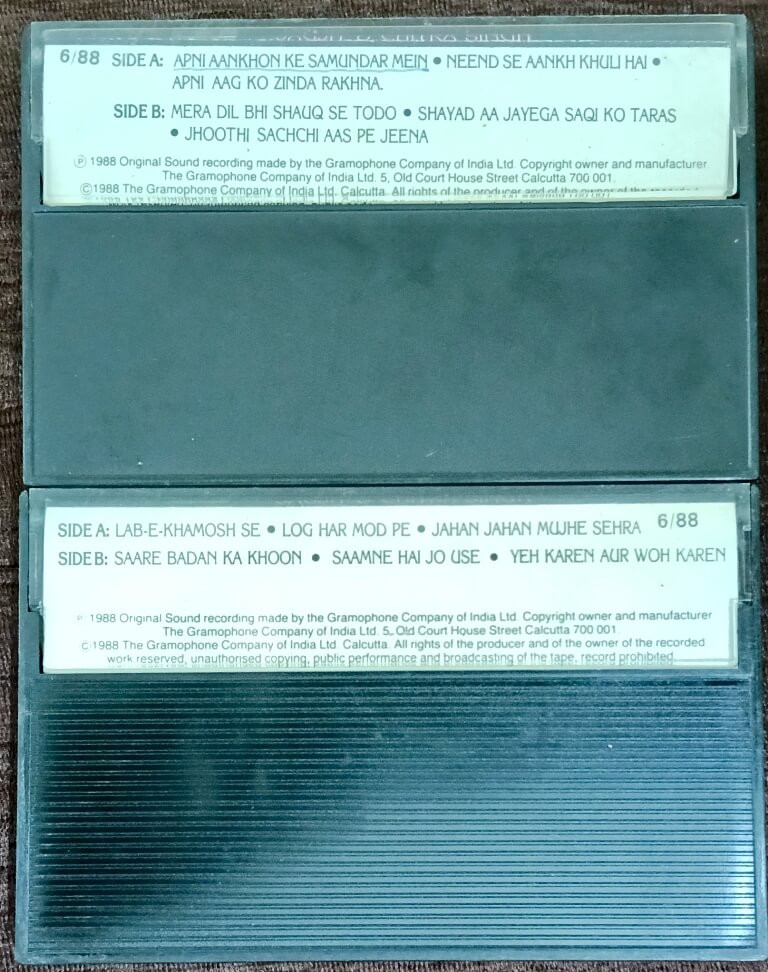 6/88 SIDE A: APNI AANKHON KE SAMUNDAR MEIN • NEEND SE AANKH KHULI HAI •
APNI AAG KO ZINDA RAKHNA.
SIDE B: MERA DIL BHI SHAUQ SE TODO • SHAYAD AA JAYEGA SAQI KO TARAS
• JHOOTHI SACHCHI AAS PE JEENA
Ⓟ 1988 Original Sound recording made by the Gramophone Company of India Ltd. Copyright owner and manufacturer
The Gramophone Company of India Ltd. 5, Old Court House Street Calcutta 700 001.
©1988 The Gramophone Company of India Ltd. Calcutta. All rights of the producer and of the owner of the recorded
SIDE A: LAB-E-KHAMOSH SE • LOG HAR MOD PE • JAHAN JAHAN MUJHE SEHRA 6/88
SIDE B: SAARE BADAN KA KHOON • SAAMNE HAI JO USE • YEH KAREN AUR WOH KAREN
Ⓟ 1988 Original Sound recording made by the Gramophone Company of India Ltd. Copyright owner and manufacturer
The Gramophone Company of India Ltd. 5, Old Court House Street Calcutta 700 001.
© 1988 The Gramophone Company of India Ltd Calcutta. All rights of the producer and of the owner of the recorded
work reserved, unauthorised copying, public performance and broadcasting of the tape, record prohibited.